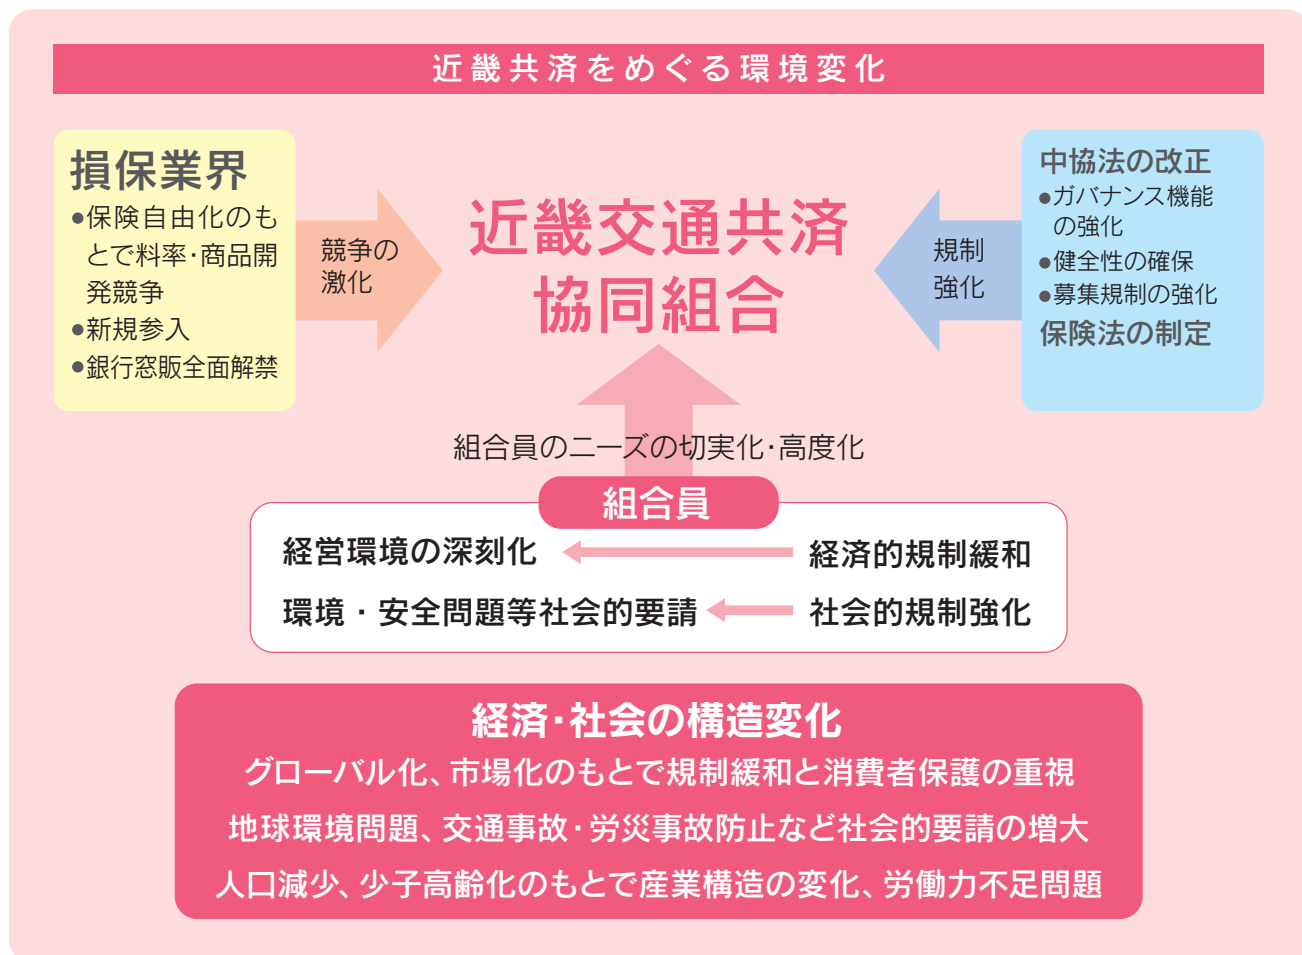 近畿共済をめぐる環境変化
損保業界
●保険自由化のも
とで料率・商品開
発競争
●新規参入
●銀行窓販全面解禁
競争の
激化
近畿交通共済
協同組合
規制
強化
中協法の改正
●ガバナンス機能
の強化
●健全性の確保
●募集規制の強化
保険法の制定
組合員のニーズの切実化・高度化
組合員
経営環境の深刻化 経済的規制緩和
環境・安全問題等社会的要請 社会的規制強化
経済・社会の構造変化
グローバル化、市場化のもとで規制緩和と消費者保護の重視
地球環境問題、交通事故・労災事故防止など社会的要請の増大
人口減少、少子高齢化のもとで産業構造の変化、労働力不足問題